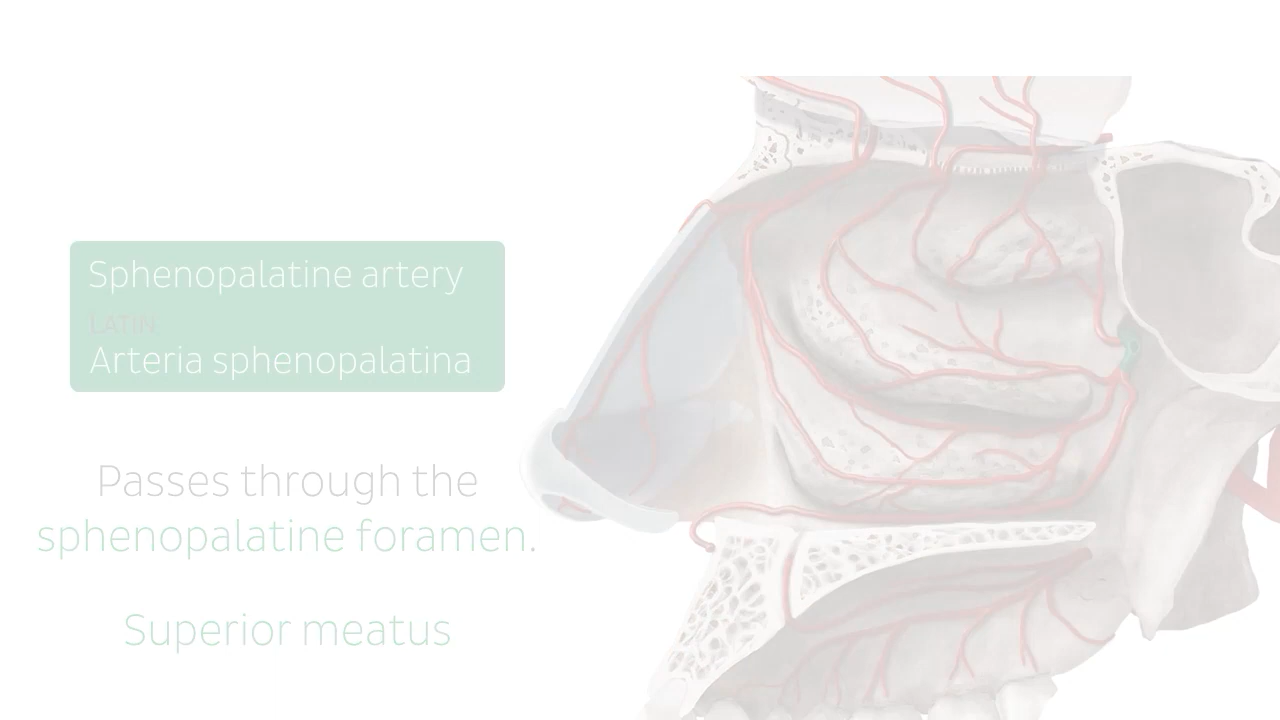 Sphenopalatine artery
LATIN
Arteria sphenopalatina
Passes through the
sphenopalatine foramen.
Superior meatus